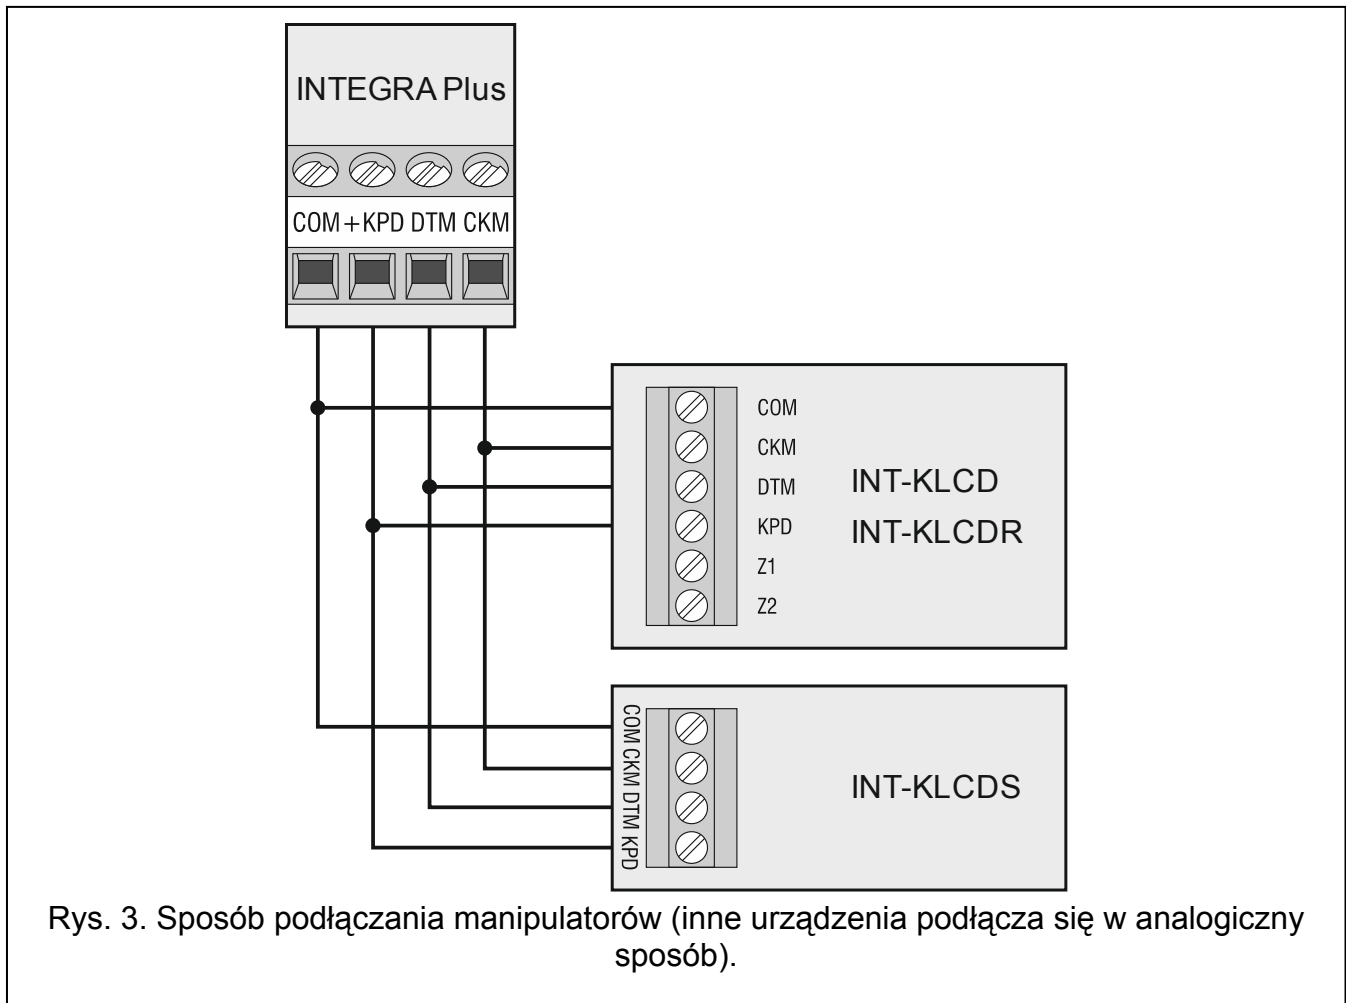 INTEGRA Plus
COM +KPD DTM CKM
COM
CKM
DTM
KPD
Z1
Z2
INT-KLCD
INT-KLCDR
COM CKM DTM KPD
INT-KLCDS
Rys. 3. Sposób podłączania manipulatorów (inne urządzenia podłącza się w analogiczny
sposób).